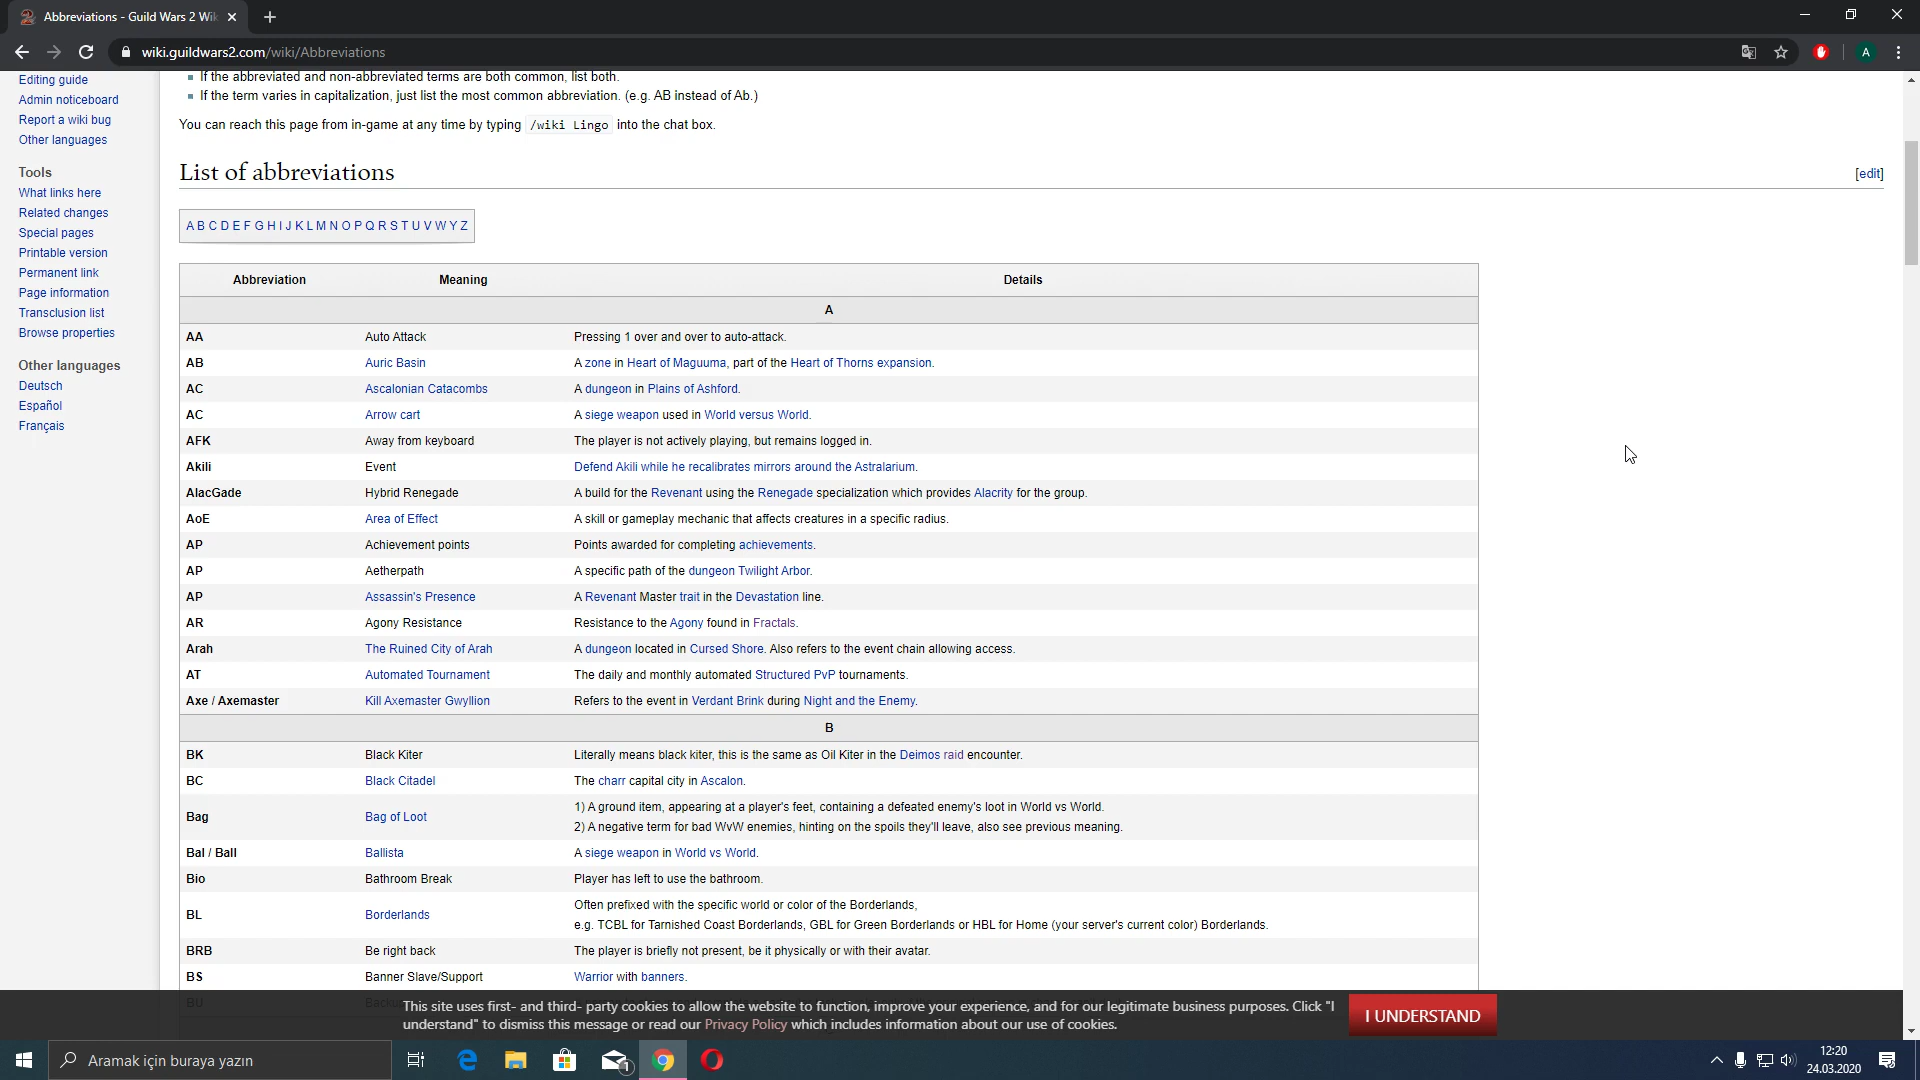 Abbreviations - Guild Wars 2 Wik
wiki.guildwars2.com/wiki/Abbreviations
A
Editing guide
Admin noticeboard
Report a wiki bug
Other languages
Tools
What links here
Related changes
Special pages
Printable version
Permanent link
Page information
Transclusion list
Browse properties
Other languages
Deutsch
Español
Français
If the abbreviated and non-abbreviated terms are both common, list both.
If the term varies in capitalization, just list the most common abbreviation. (e.g. AB instead of Ab.)
You can reach this page from in-game at any time by typing /wiki Lingo into the chat box.
List of abbreviations [edit]
A B C D E F G H I J K L M N O P Q R S T U V W Y Z
Abbreviation Meaning Details
A
AA Auto Attack Pressing 1 over and over to auto-attack.
AB Auric Basin A zone in Heart of Maguuma, part of the Heart of Thorns expansion.
AC Ascalonian Catacombs A dungeon in Plains of Ashford.
AC Arrow cart A siege weapon used in World versus World.
AFK Away from keyboard The player is not actively playing, but remains logged in.
Akili Event Defend Akili while he recalibrates mirrors around the Astralarium.
AlacGade Hybrid Renegade A build for the Revenant using the Renegade specialization which provides Alacrity for the group.
AoE Area of Effect A skill or gameplay mechanic that affects creatures in a specific radius.
AP Achievement points Points awarded for completing achievements.
AP Aetherpath A specific path of the dungeon Twilight Arbor.
AP Assassin's Presence A Revenant Master trait in the Devastation line.
AR Agony Resistance Resistance to the Agony found in Fractals.
Arah The Ruined City of Arah A dungeon located in Cursed Shore. Also refers to the event chain allowing access.
AT Automated Tournament The daily and monthly automated Structured PvP tournaments.
Axe / Axemaster Kill Axemaster Gwyllion Refers to the event in Verdant Brink during Night and the Enemy.
B
BK Black Kiter Literally means black kiter, this is the same as Oil Kiter in the Deimos raid encounter.
BC Black Citadel The charr capital city in Ascalon.
Bag Bag of Loot 1) A ground item, appearing at a player's feet, containing a defeated enemy's loot in World vs World.
2) A negative term for bad WvW enemies, hinting on the spoils they'll leave, also see previous meaning.
Bal / Ball Ballista A siege weapon in World vs World.
Bio Bathroom Break Player has left to use the bathroom.
BL Borderlands Often prefixed with the specific world or color of the Borderlands,
e.g. TCBL for Tarnished Coast Borderlands, GBL for Green Borderlands or HBL for Home (your server's current color) Borderlands.
BRB Be right back The player is briefly not present, be it physically or with their avatar.
BS Banner Slave/Support Warrior with banners.
BU
This site uses first- and third- party cookies to allow the website to function, improve your experience, and for our legitimate business purposes. Click "I
understand" to dismiss this message or read our Privacy Policy which includes information about our use of cookies.
I UNDERSTAND
Aramak için buraya yazın
1
12:20
24.03.2020